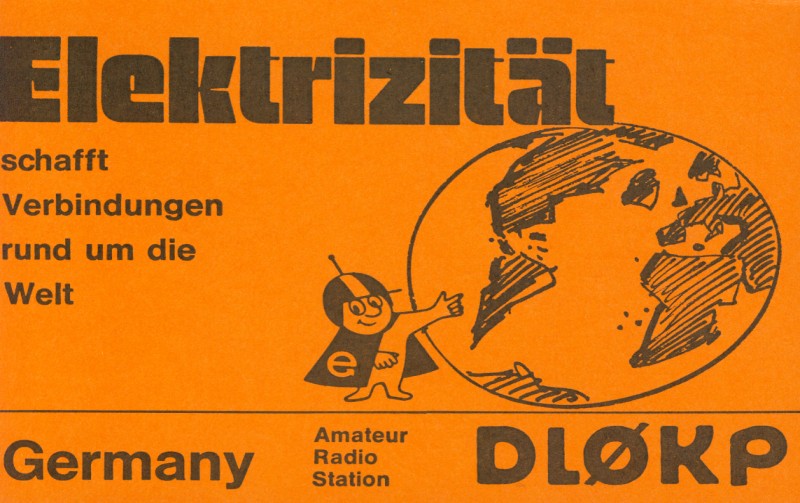 Elektrizität
schafft
Verbindungen
rund um die
Welt
e
Germany
Amateur
Radio
Station
DLØKP